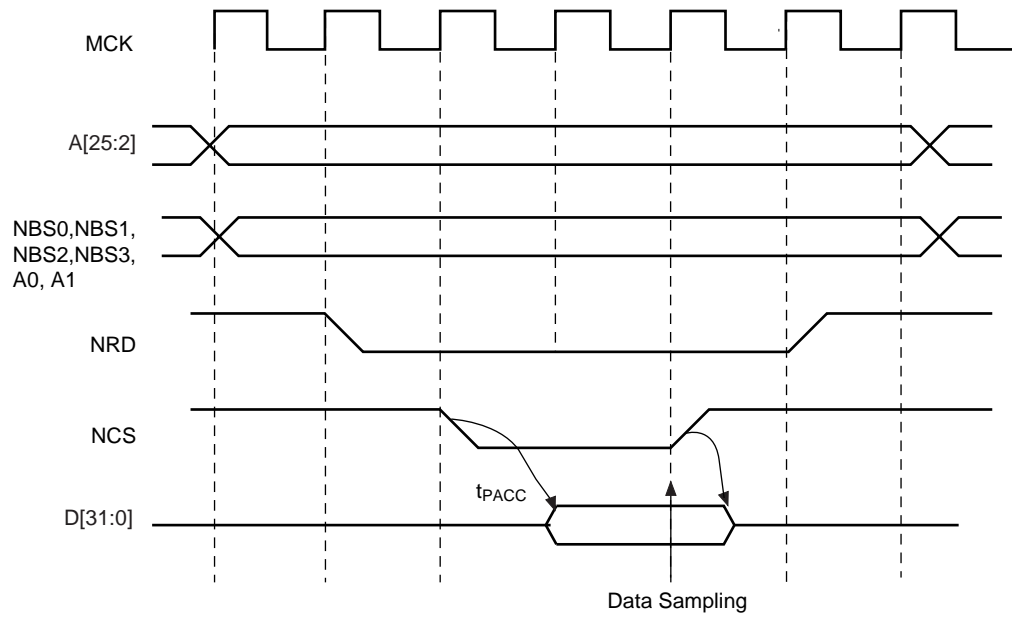 MCK
A[25:2]
NBS0,NBS1,
NBS2,NBS3,
A0, A1
NRD
NCS
tPACC
D[31:0]
Data Sampling